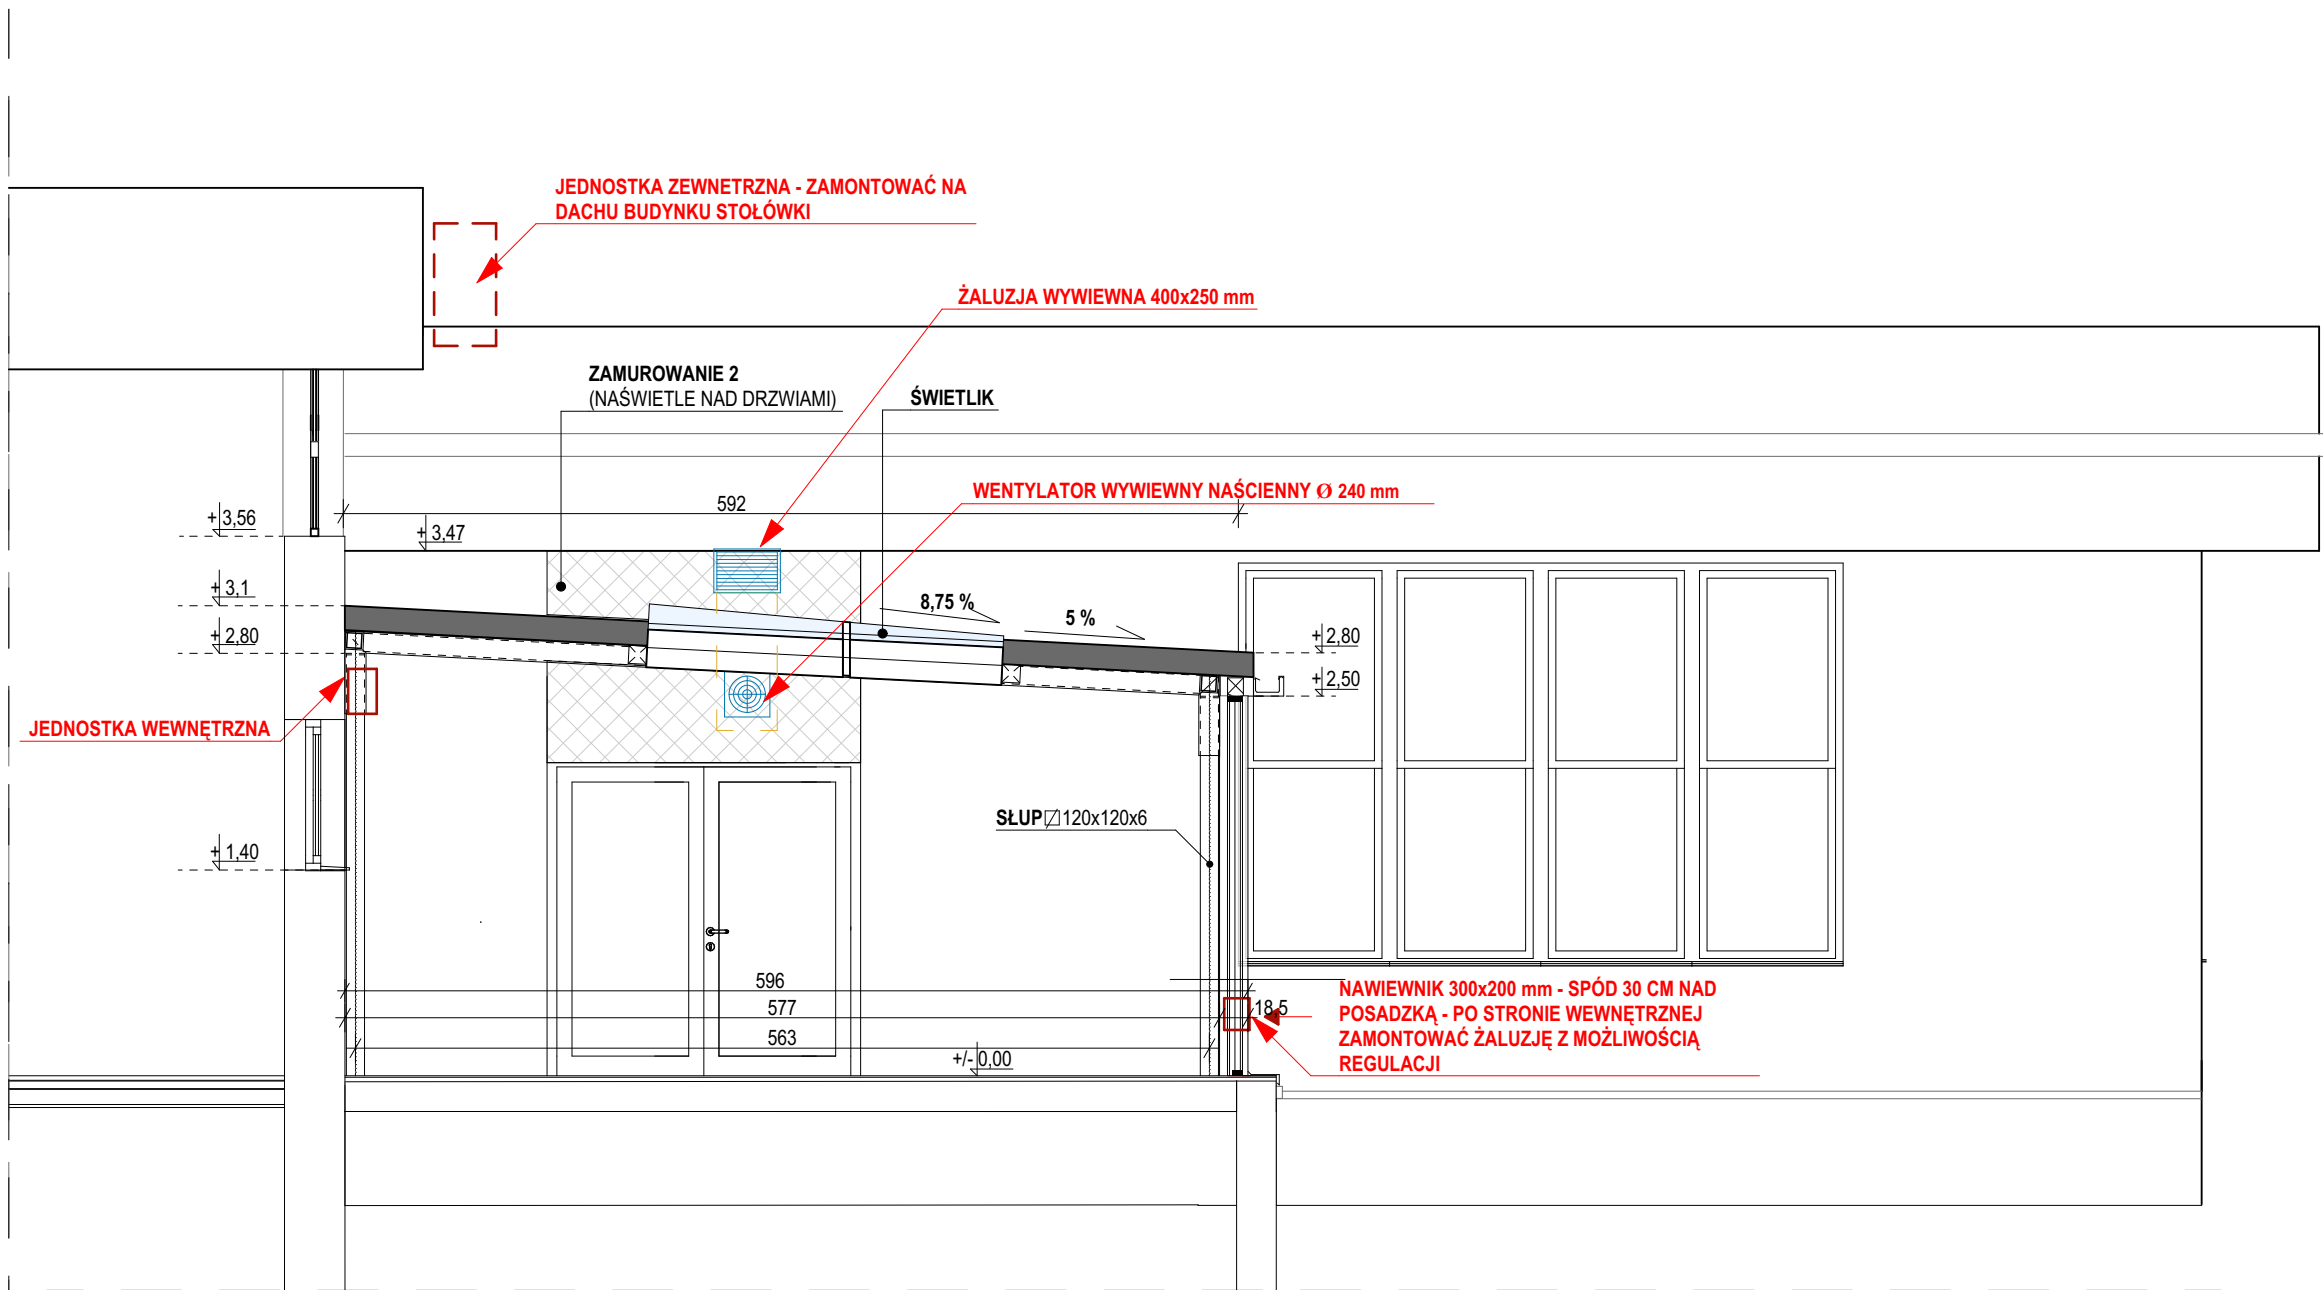 JEDNOSTKA ZEWNETRZNA - ZAMONTOWAĆ NA
DACHU BUDYNKU STOŁÓWKI
ŻALUZJA WYWIEWNA 400x250 mm
ZAMUROWANIE 2
(NAŚWIETLE NAD DRZWIAMI)
ŚWIETLIK
WENTYLATOR WYWIEWNY NAŚCIENNY Ø 240 mm
592
+ 3,56
+ 3,47
+ 3,1
8,75 %
5 %
+ 2,80
+ 2,80
+ 2,50
JEDNOSTKA WEWNĘTRZNA
SŁUP 120x120x6
+ 1,40
596
577
18,5
563
+/- 0,00
NAWIEWNIK 300x200 mm - SPÓD 30 CM NAD
POSADZKĄ - PO STRONIE WEWNĘTRZNEJ
ZAMONTOWAĆ ŻALUZJĘ Z MOŻLIWOŚCIĄ
REGULACJI